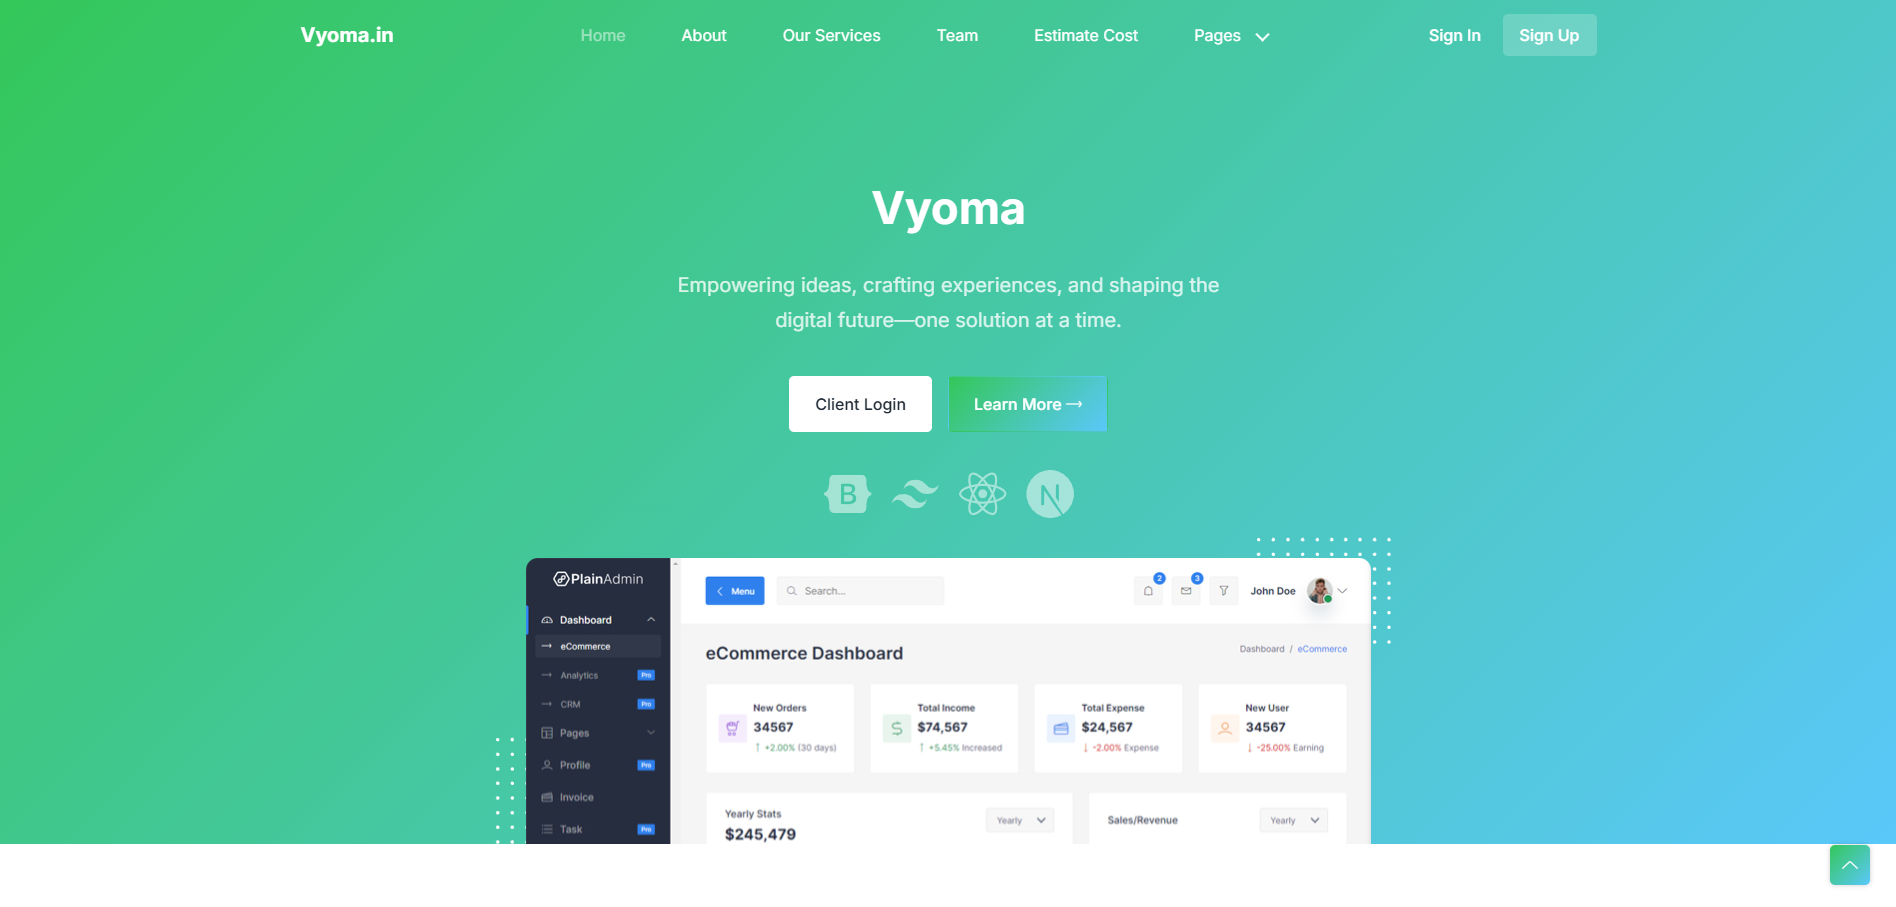 Vyoma.in
Home
About
Our Services
Team
Estimate Cost
Pages
Sign In
Sign Up
Vyoma
Empowering ideas, crafting experiences, and shaping the
digital future—one solution at a time.
Client Login
Learn More
B
N
PlainAdmin
Menu
Search...
2
3
John Doe
Dashboard
eCommerce
Analytics Pro
CRM Pro
Pages
Profile Pro
Invoice
Task Pro
eCommerce Dashboard
Dashboard / eCommerce
New Orders
34567
↑ +2.00% (30 days)
Total Income
$74,567
↑ +5.45% Increased
Total Expense
$24,567
↓ -2.00% Expense
New User
34567
↓ -25.00% Earning
Yearly Stats
$245,479
Yearly
Sales/Revenue
Yearly